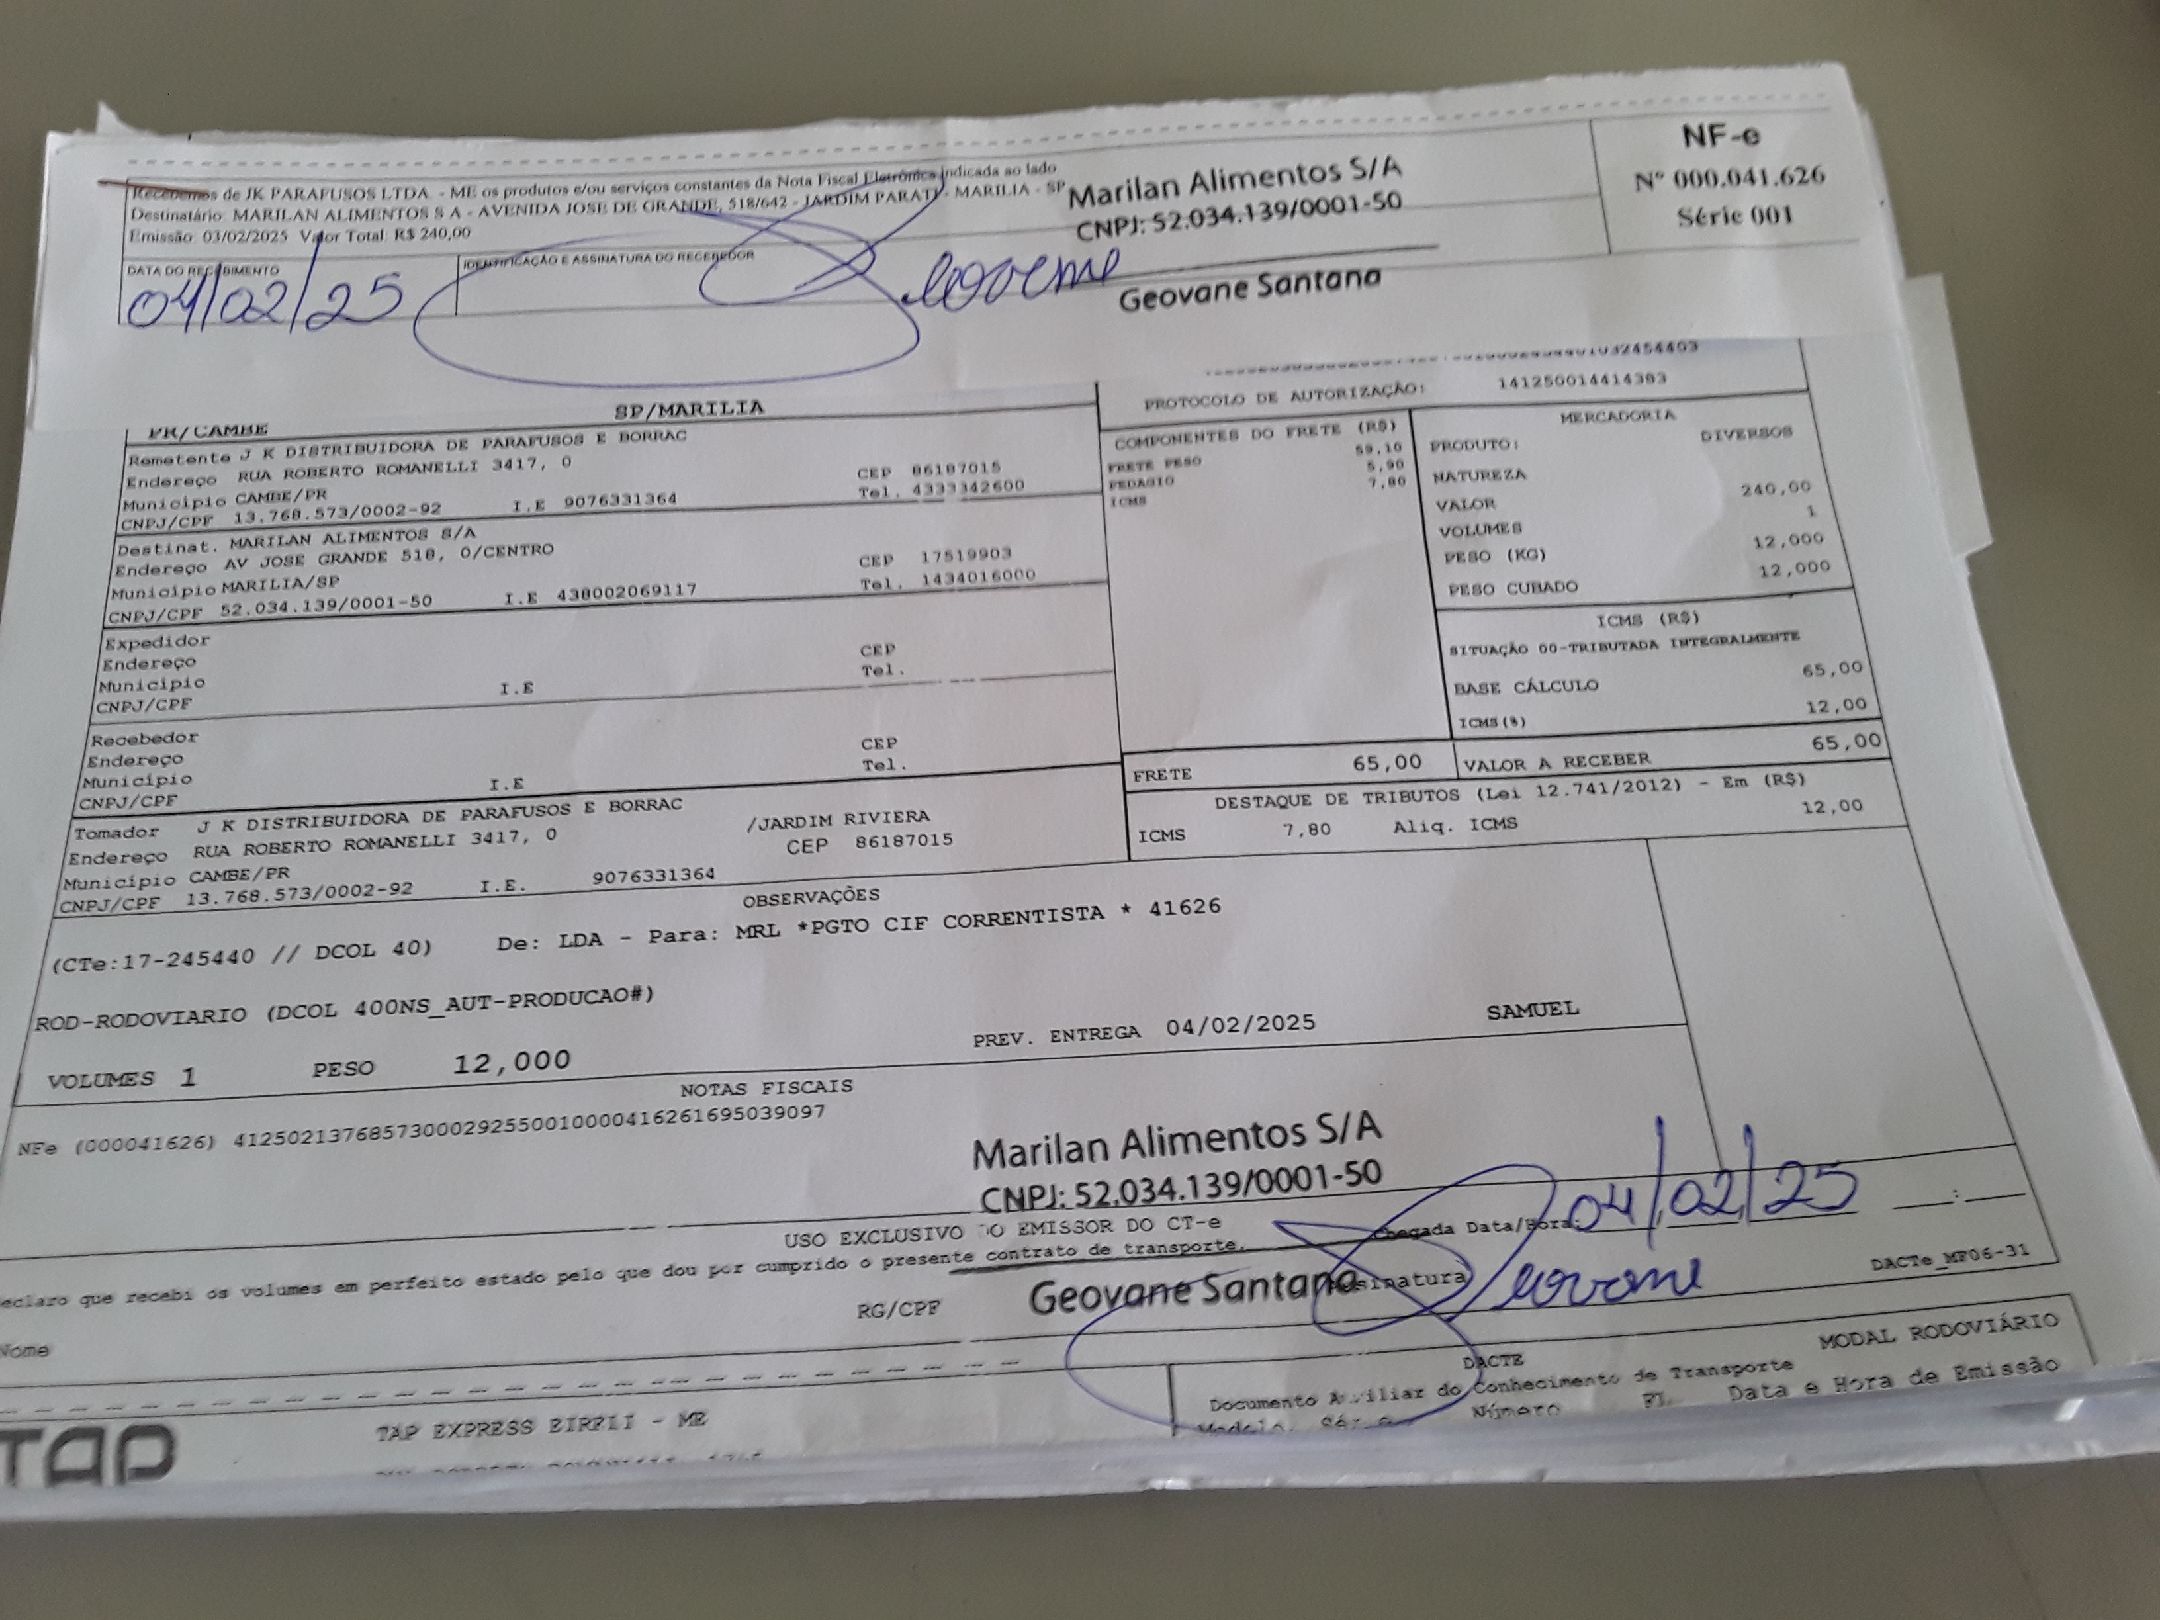 Recebemos de JK PARAFUSOS LTDA - ME os produtos e/ou serviços constantes da Nota Fiscal Eletrônica indicada ao lado
Destinatário: MARILAN ALIMENTOS S A - AVENIDA JOSE DE GRANDE, 518/642 - JARDIM PARATI - MARILIA - SP
Emissão: 03/02/2025 Valor Total: R$ 240,00
DATA DO RECEBIMENTO
04/02/25
IDENTIFICAÇÃO E ASSINATURA DO RECEBEDOR
Geovane
Marilan Alimentos S/A
CNPJ: 52.034.139/0001-50
Geovane Santana
NF-e
Nº 000.041.626
Série 001
PR/CAMBE SP/MARILIA
Remetente J K DISTRIBUIDORA DE PARAFUSOS E BORRAC
Endereço RUA ROBERTO ROMANELLI 3417, 0 CEP 86187015
Município CAMBE/PR Tel. 4333342600
CNPJ/CPF 13.768.573/0002-92 I.E 9076331364
Destinat. MARILAN ALIMENTOS S/A
Endereço AV JOSE GRANDE 518, 0/CENTRO CEP 17519903
Município MARILIA/SP Tel. 1434016000
CNPJ/CPF 52.034.139/0001-50 I.E 438002069117
Expedidor
Endereço CEP
Município Tel.
CNPJ/CPF I.E
Recebedor
Endereço CEP
Município Tel.
CNPJ/CPF I.E
Tomador J K DISTRIBUIDORA DE PARAFUSOS E BORRAC
Endereço RUA ROBERTO ROMANELLI 3417, 0 /JARDIM RIVIERA
Município CAMBE/PR CEP 86187015
CNPJ/CPF 13.768.573/0002-92 I.E. 9076331364
PROTOCOLO DE AUTORIZAÇÃO: 141250014414383
COMPONENTES DO FRETE (R$)
FRETE PESO 59,10
PEDAGIO 5,90
ICMS 7,80
MERCADORIA
PRODUTO: DIVERSOS
NATUREZA
VALOR 240,00
VOLUMES 1
PESO (KG) 12,000
PESO CUBADO 12,000
ICMS (R$)
SITUAÇÃO 00-TRIBUTADA INTEGRALMENTE
BASE CÁLCULO 65,00
ICMS(%) 12,00
FRETE 65,00 VALOR A RECEBER 65,00
DESTAQUE DE TRIBUTOS (Lei 12.741/2012) - Em (R$)
ICMS 7,80 Aliq. ICMS 12,00
OBSERVAÇÕES
(CTe:17-245440 // DCOL 40) De: LDA - Para: MRL *PGTO CIF CORRENTISTA * 41626
ROD-RODOVIARIO (DCOL 400NS_AUT-PRODUCAO#)
VOLUMES 1 PESO 12,000 PREV. ENTREGA 04/02/2025 SAMUEL
NOTAS FISCAIS
NFe (000041626) 41250213768573000292550010000416261695039097
Marilan Alimentos S/A
CNPJ: 52.034.139/0001-50
USO EXCLUSIVO DO EMISSOR DO CT-e
Declaro que recebi os volumes em perfeito estado pelo que dou por cumprido o presente contrato de transporte.
Chegada Data/Hora: 04/02/25 __:__
Nome RG/CPF
Geovane Santana
Assinatura Geovane
DACTe_MF06-31
TAP
TAP EXPRESS EIRELI - ME
DACTE MODAL RODOVIÁRIO
Documento Auxiliar do Conhecimento de Transporte
Modelo Série Número FL Data e Hora de Emissão